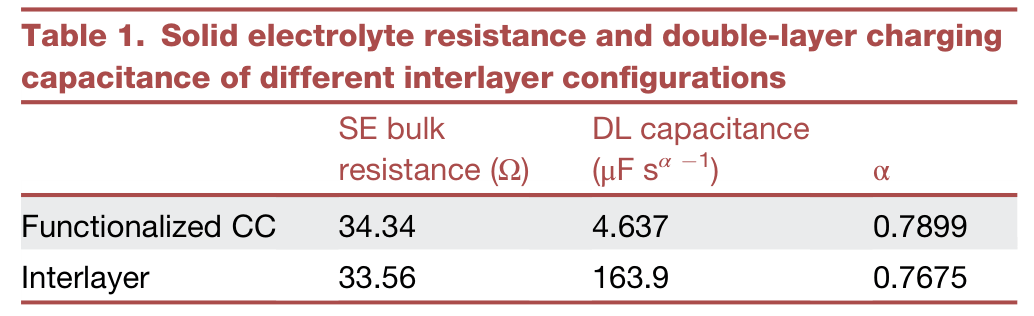 Table 1. Solid electrolyte resistance and double-layer charging
capacitance of different interlayer configurations
SE bulk resistance (Ω) DL capacitance (μF s^α −1) α
Functionalized CC 34.34 4.637 0.7899
Interlayer 33.56 163.9 0.7675